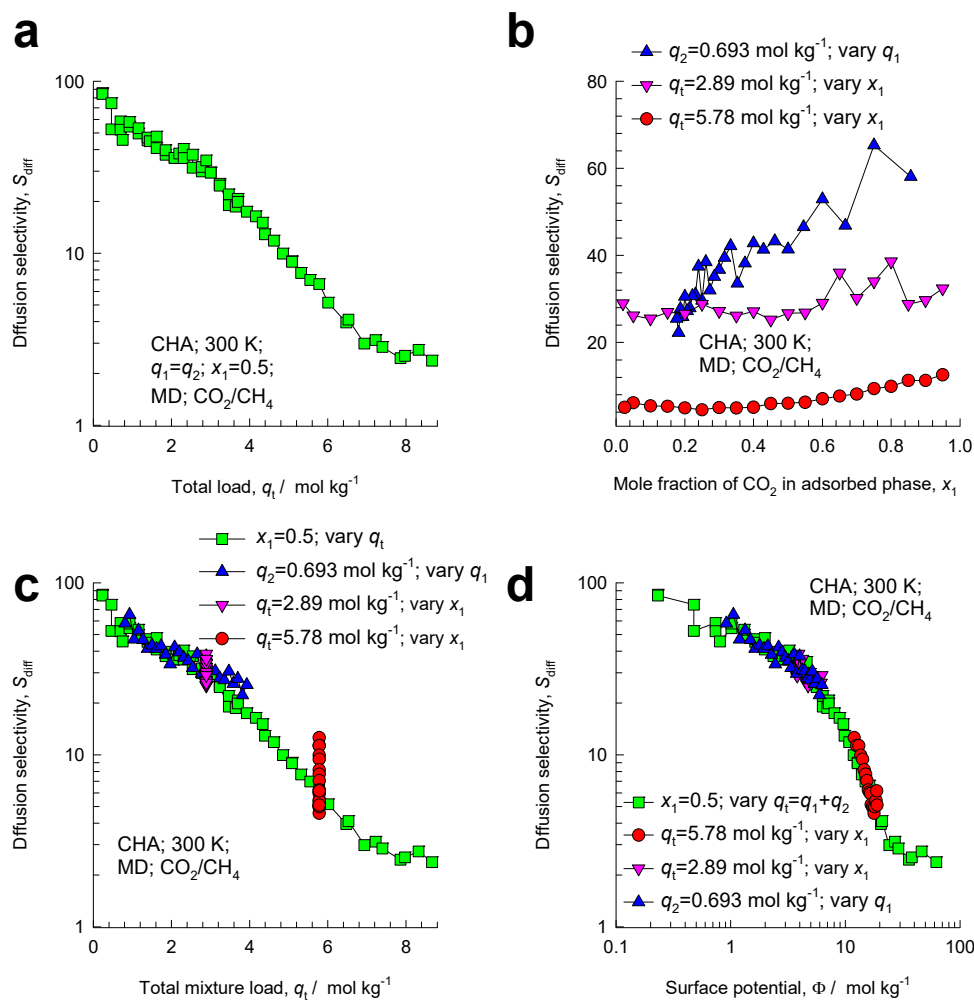 a
Dffusion selectivity, Sdiff
100
10
1
CHA; 300 K;
q1=q2; x1=0.5;
MD; CO2/CH4
0 2 4 6 8
Total load, qt / mol kg-1
b
q2=0.693 mol kg-1; vary q1
qt=2.89 mol kg-1; vary x1
qt=5.78 mol kg-1; vary x1
Dffusion selectivity, Sdiff
80
60
40
20
CHA; 300 K;
MD; CO2/CH4
0.0 0.2 0.4 0.6 0.8 1.0
Mole fraction of CO2 in adsorbed phase, x1
c
x1=0.5; vary qt
q2=0.693 mol kg-1; vary q1
qt=2.89 mol kg-1; vary x1
qt=5.78 mol kg-1; vary x1
Dffusion selectivity, Sdiff
100
10
1
CHA; 300 K;
MD; CO2/CH4
0 2 4 6 8
Total mixture load, qt / mol kg-1
d
CHA; 300 K;
MD; CO2/CH4
Dffusion selectivity, Sdiff
100
10
1
x1=0.5; vary qt=q1+q2
qt=5.78 mol kg-1; vary x1
qt=2.89 mol kg-1; vary x1
q2=0.693 mol kg-1; vary q1
0.1 1 10 100
Surface potential, Φ / mol kg-1